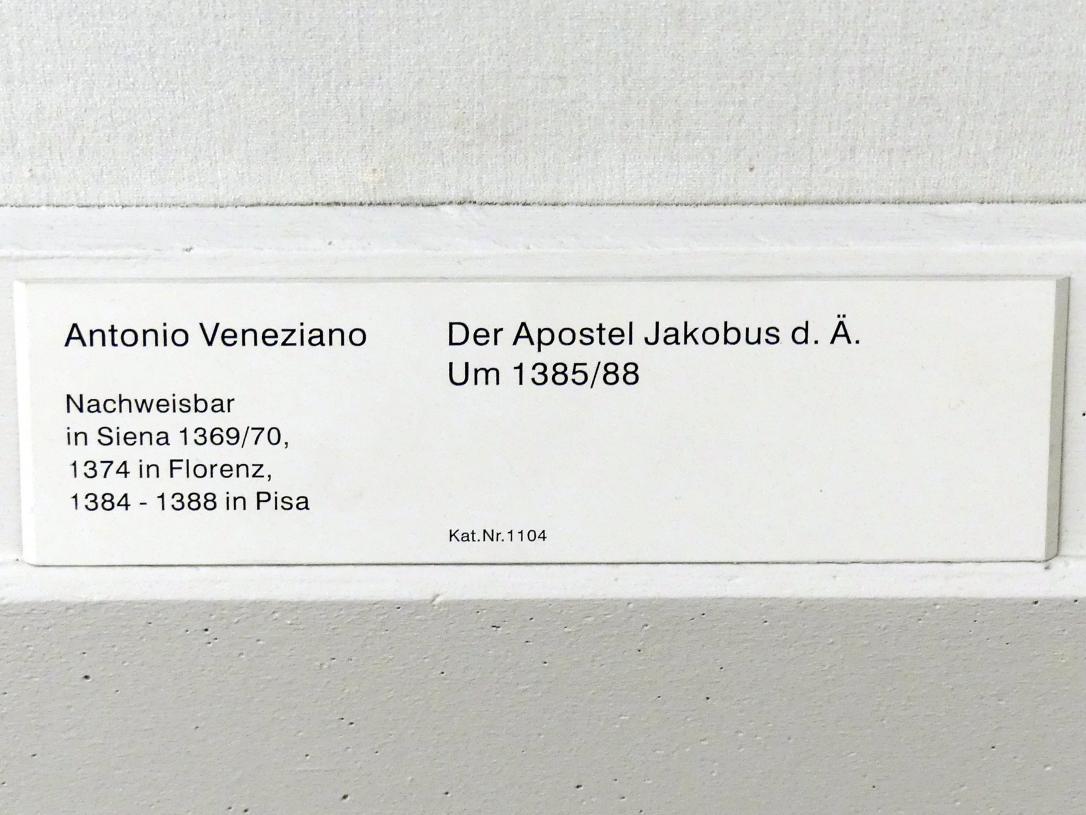 Antonio Veneziano
Nachweisbar
in Siena 1369/70,
1374 in Florenz,
1384 - 1388 in Pisa
Der Apostel Jakobus d. Ä.
Um 1385/88
Kat.Nr.1104